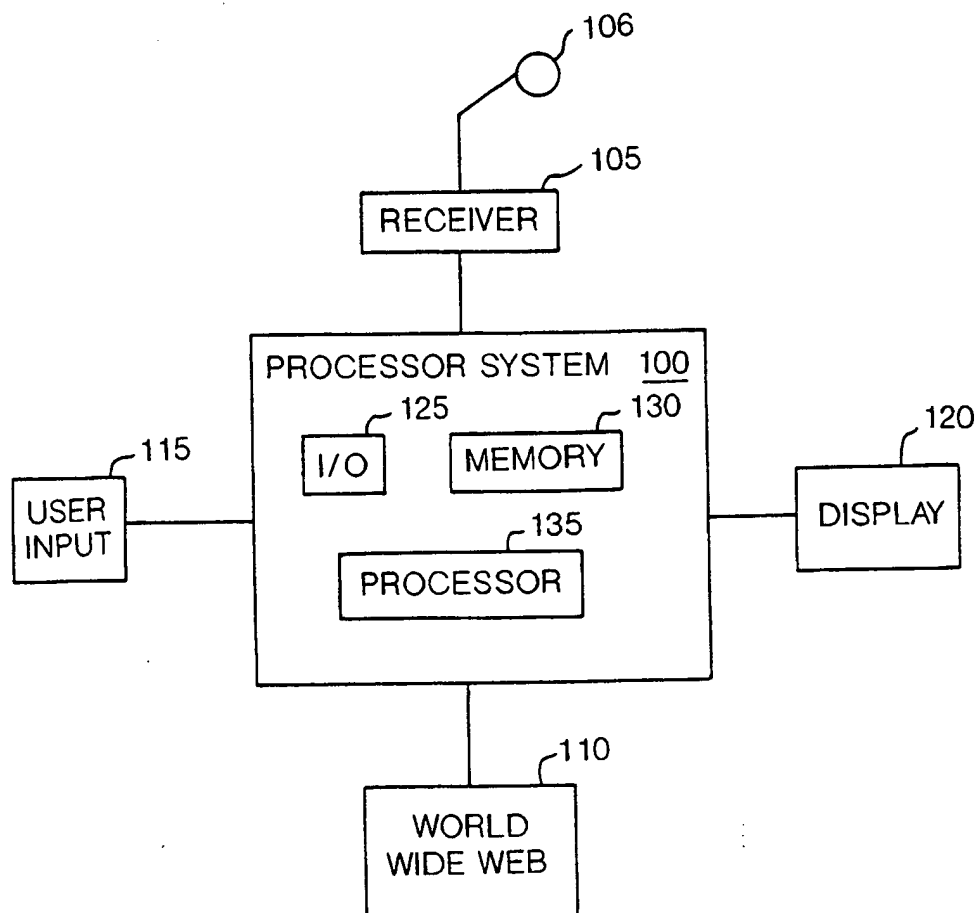 106
105
RECEIVER
PROCESSOR SYSTEM 100
125
130
I/O
MEMORY
135
PROCESSOR
115
USER
INPUT
120
DISPLAY
110
WORLD
WIDE WEB